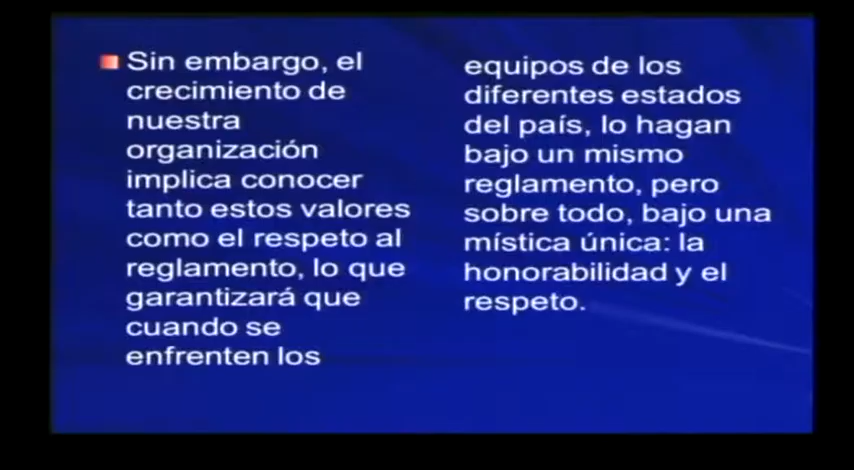 Sin embargo, el
crecimiento de
nuestra
organización
implica conocer
tanto estos valores
como el respeto al
reglamento, lo que
garantizará que
cuando se
enfrenten los
equipos de los
diferentes estados
del país, lo hagan
bajo un mismo
reglamento, pero
sobre todo, bajo una
mística única: la
honorabilidad y el
respeto.